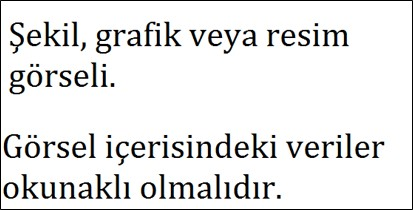 Şekil, grafik veya resim
görseli.
Görsel içerisindeki veriler
okunaklı olmalıdır.